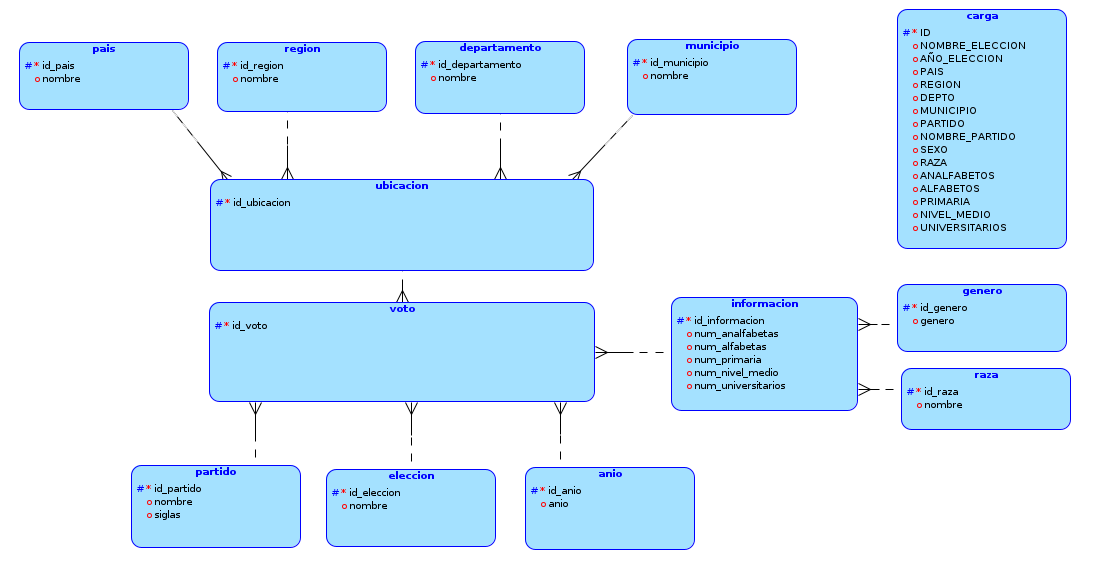 pais
#* id_pais
o nombre
region
#* id_region
o nombre
departamento
#* id_departamento
o nombre
municipio
#* id_municipio
o nombre
carga
#* ID
o NOMBRE_ELECCION
o AÑO_ELECCION
o PAIS
o REGION
o DEPTO
o MUNICIPIO
o PARTIDO
o NOMBRE_PARTIDO
o SEXO
o RAZA
o ANALFABETOS
o ALFABETOS
o PRIMARIA
o NIVEL_MEDIO
o UNIVERSITARIOS
ubicacion
#* id_ubicacion
voto
#* id_voto
informacion
#* id_informacion
o num_analfabetas
o num_alfabetas
o num_primaria
o num_nivel_medio
o num_universitarios
genero
#* id_genero
o genero
raza
#* id_raza
o nombre
partido
#* id_partido
o nombre
o siglas
eleccion
#* id_eleccion
o nombre
anio
#* id_anio
o anio